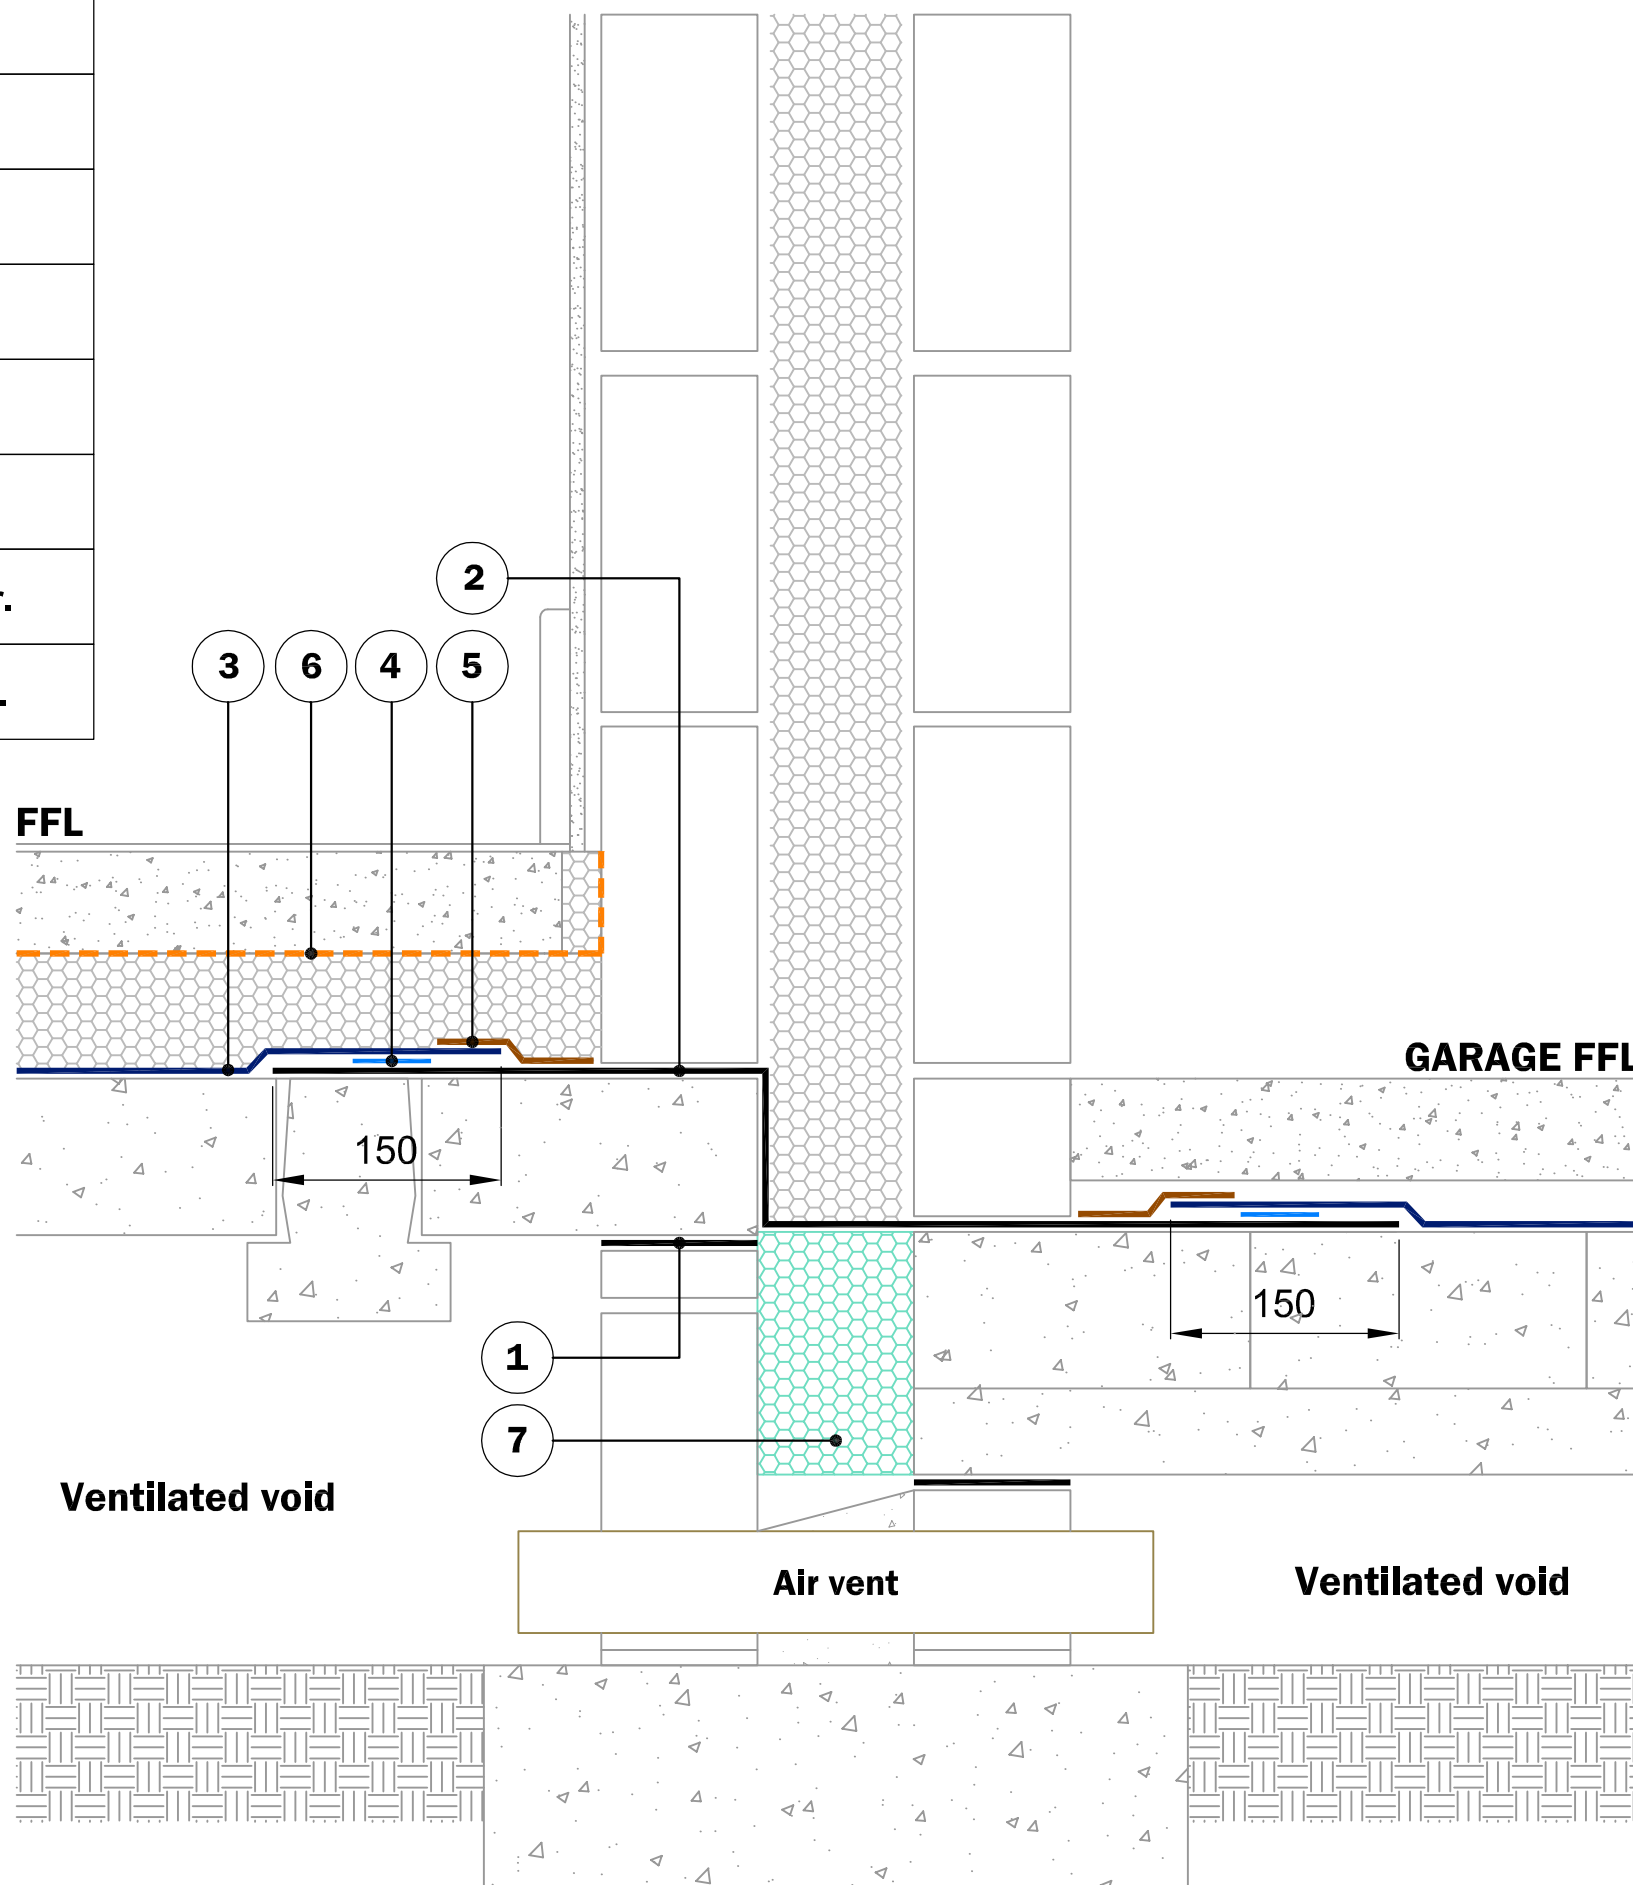 2
3 6 4 5
FFL
GARAGE FFL
150
150
1
7
Ventilated void
Air vent
Ventilated void